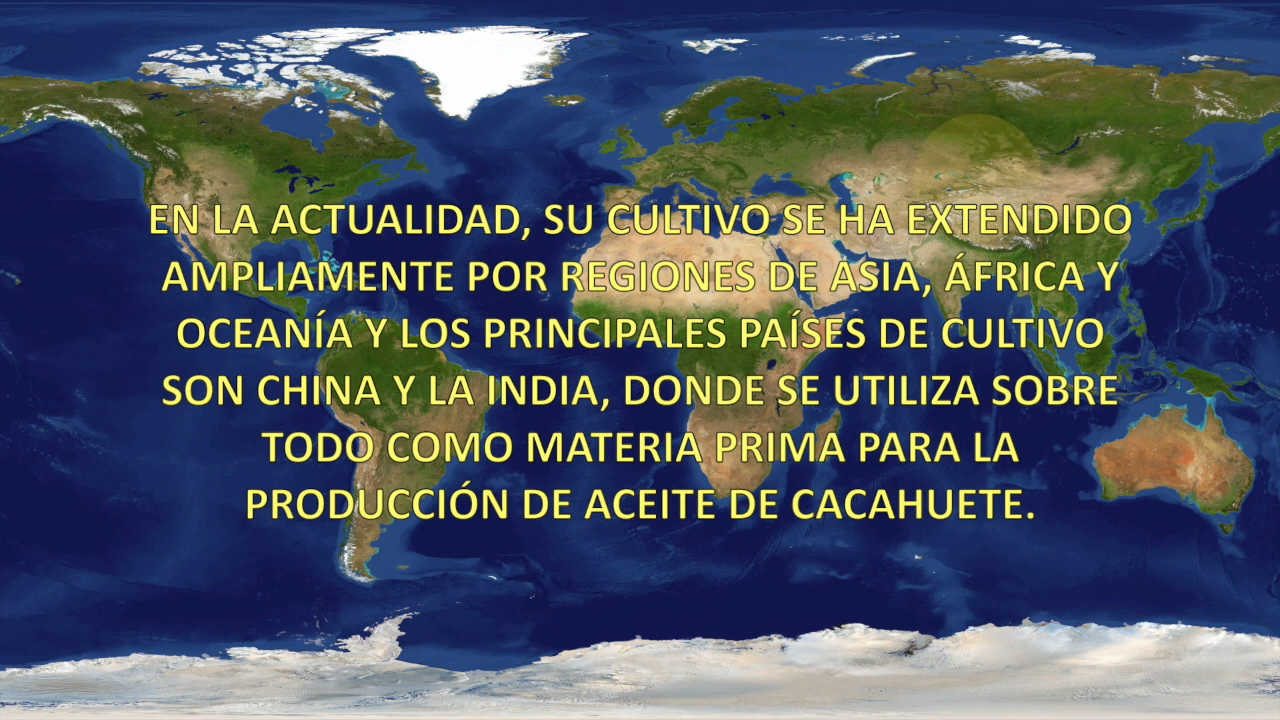 EN LA ACTUALIDAD, SU CULTIVO SE HA EXTENDIDO
AMPLIAMENTE POR REGIONES DE ASIA, ÁFRICA Y
OCEANÍA Y LOS PRINCIPALES PAÍSES DE CULTIVO
SON CHINA Y LA INDIA, DONDE SE UTILIZA SOBRE
TODO COMO MATERIA PRIMA PARA LA
PRODUCCIÓN DE ACEITE DE CACAHUETE.